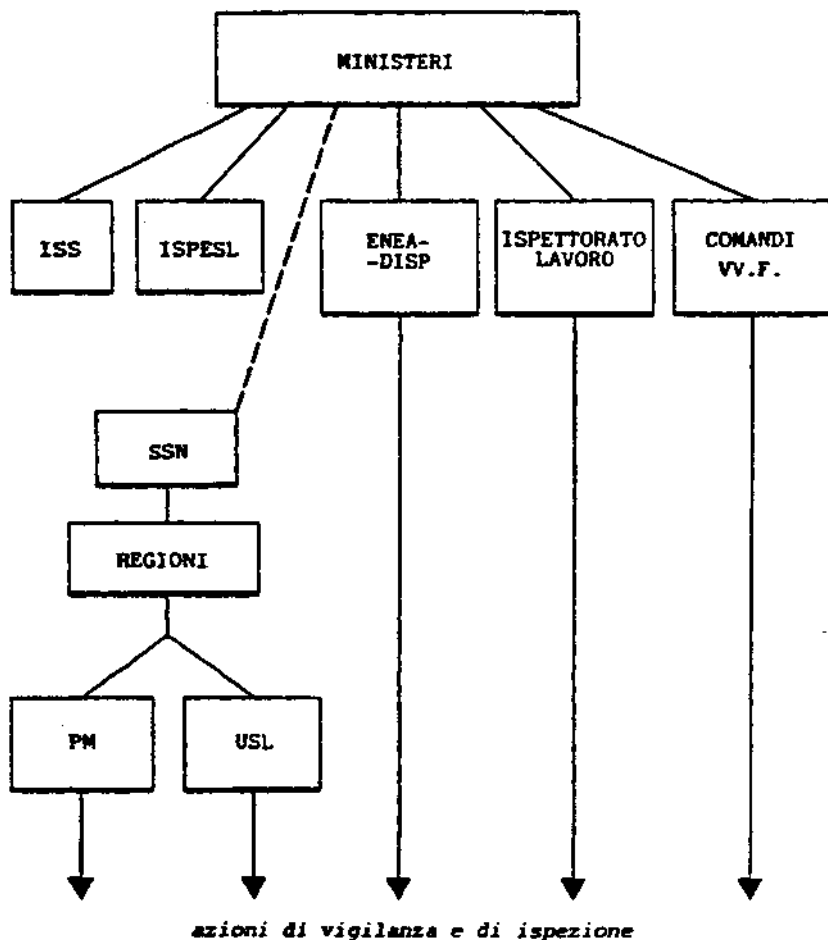 MINISTERI
ISS
ISPESL
ENEA-
-DISP
ISPETTORATO
LAVORO
COMANDI
VV.F.
SSN
REGIONI
PM
USL
azioni di vigilanza e di ispezione